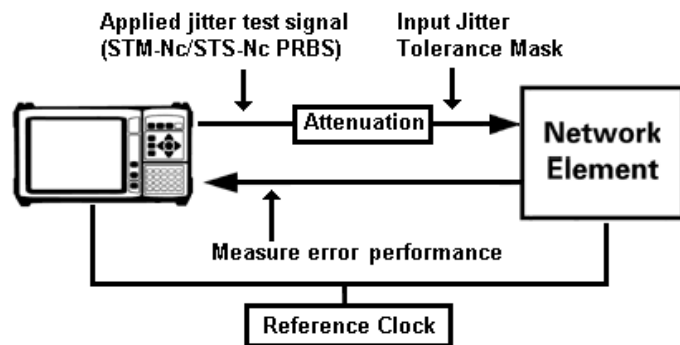 Applied jitter test signal
(STM-Nc/STS-Nc PRBS)
Input Jitter
Tolerance Mask
Attenuation
Network
Element
Measure error performance
Reference Clock